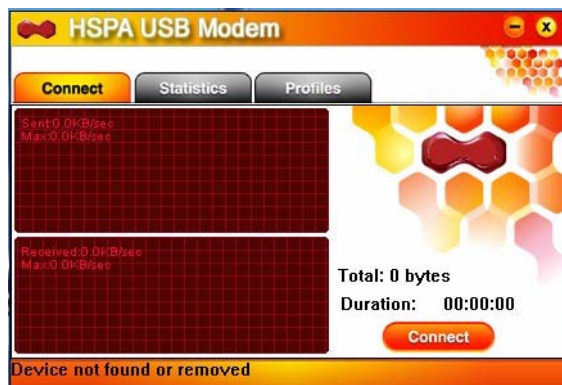 HSPA USB Modem
Connect
Statistics
Profiles
Sent:0.0KB/sec
Max:0.0KB/sec
Received:0.0KB/sec
Max:0.0KB/sec
Total: 0 bytes
Duration: 00:00:00
Connect
Device not found or removed